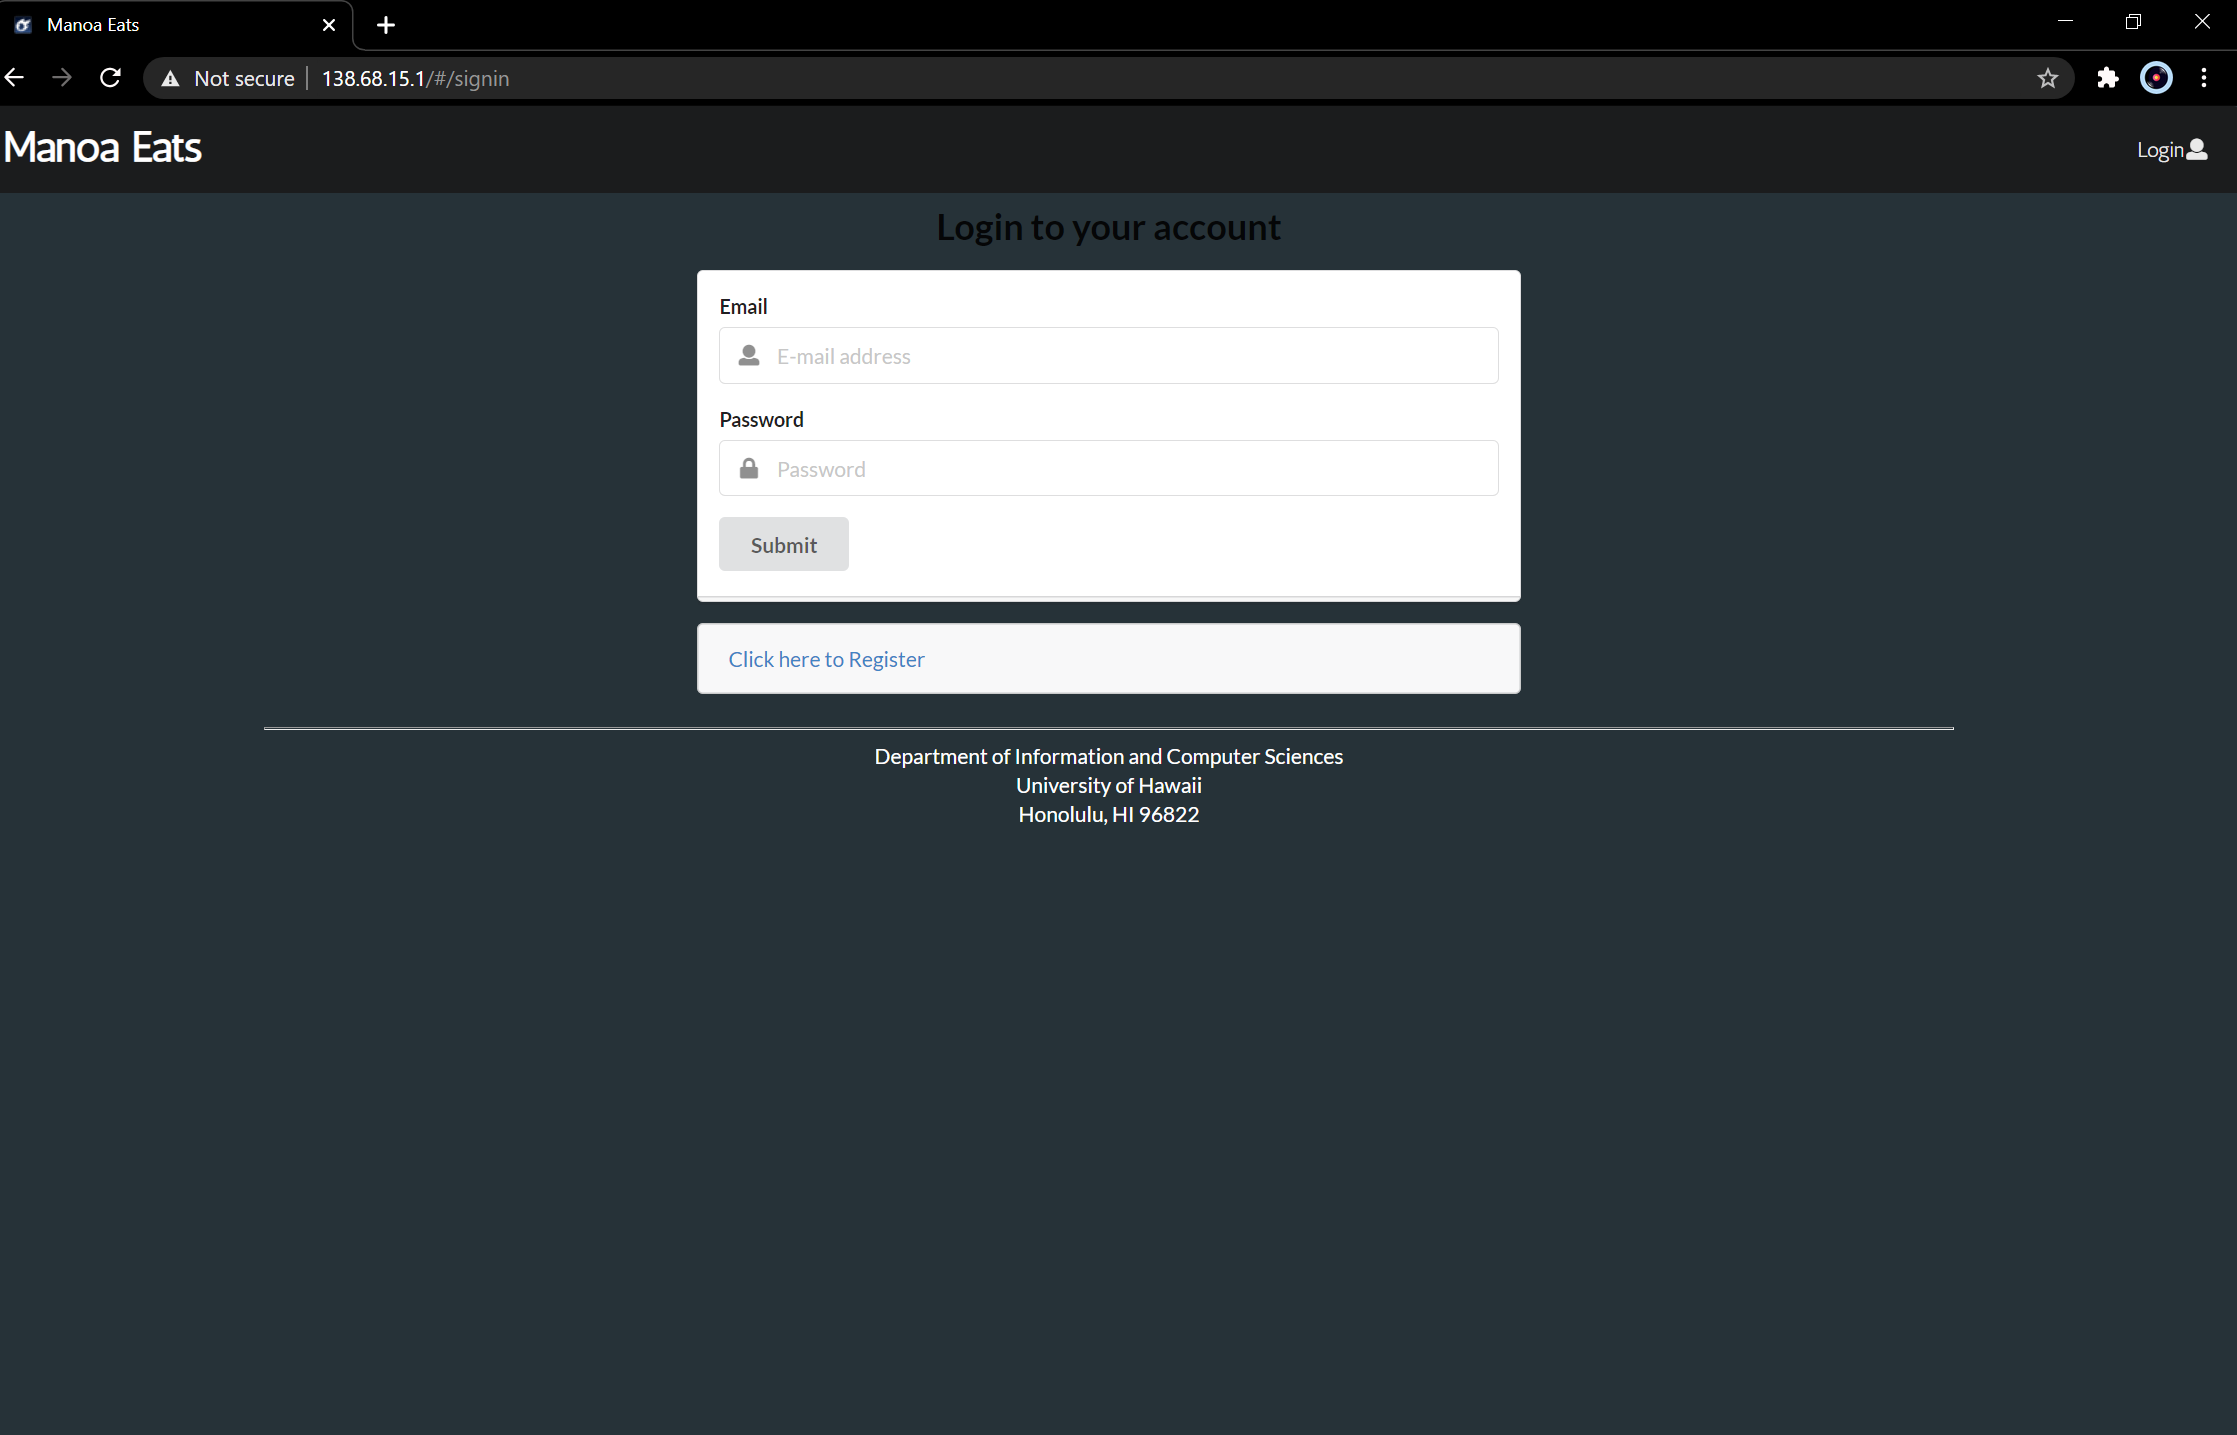 Manoa Eats
Not secure 138.68.15.1/#/signin
Manoa Eats
Login
Login to your account
Email
E-mail address
Password
Password
Submit
Click here to Register
Department of Information and Computer Sciences
University of Hawaii
Honolulu, HI 96822